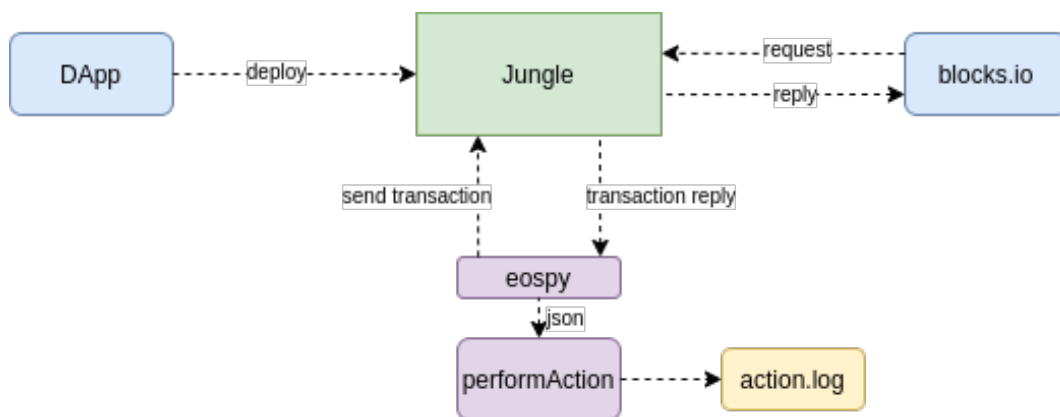 DApp
deploy
Jungle
request
reply
blocks.io
send transaction
transaction reply
eospy
json
performAction
action.log